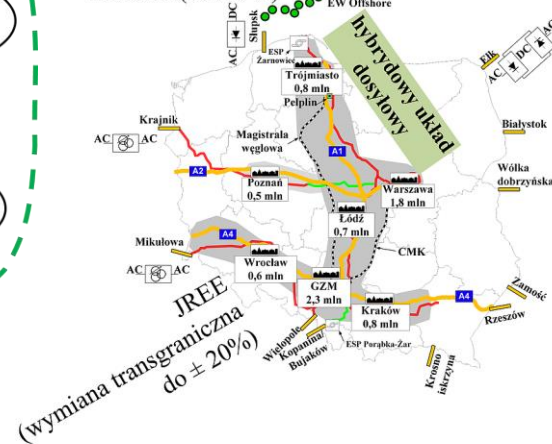 EW Offshore
AC DC
Słupsk
ESP
Żarnowiec
Trójmiasto
0,8 mln
Pelplin
hybrydowy układ
dosyłowy
Ełk
AC DC AC
Krajnik
AC AC
Magistrala
węglowa
A1
Białystok
A2
Poznań
0,5 mln
Warszawa
1,8 mln
Wólka
dobrzyńska
Łódź
0,7 mln
A4
Mikułowa
CMK
Wrocław
0,6 mln
AC AC
GZM
2,3 mln
Kraków
0,8 mln
A4
Zamość
Rzeszów
JREE
(wymiana transgraniczna
do ± 20%)
Wielopole
Kopanina
Bujaków
ESP Porąbka-Żar
Krosno
iskrzyna